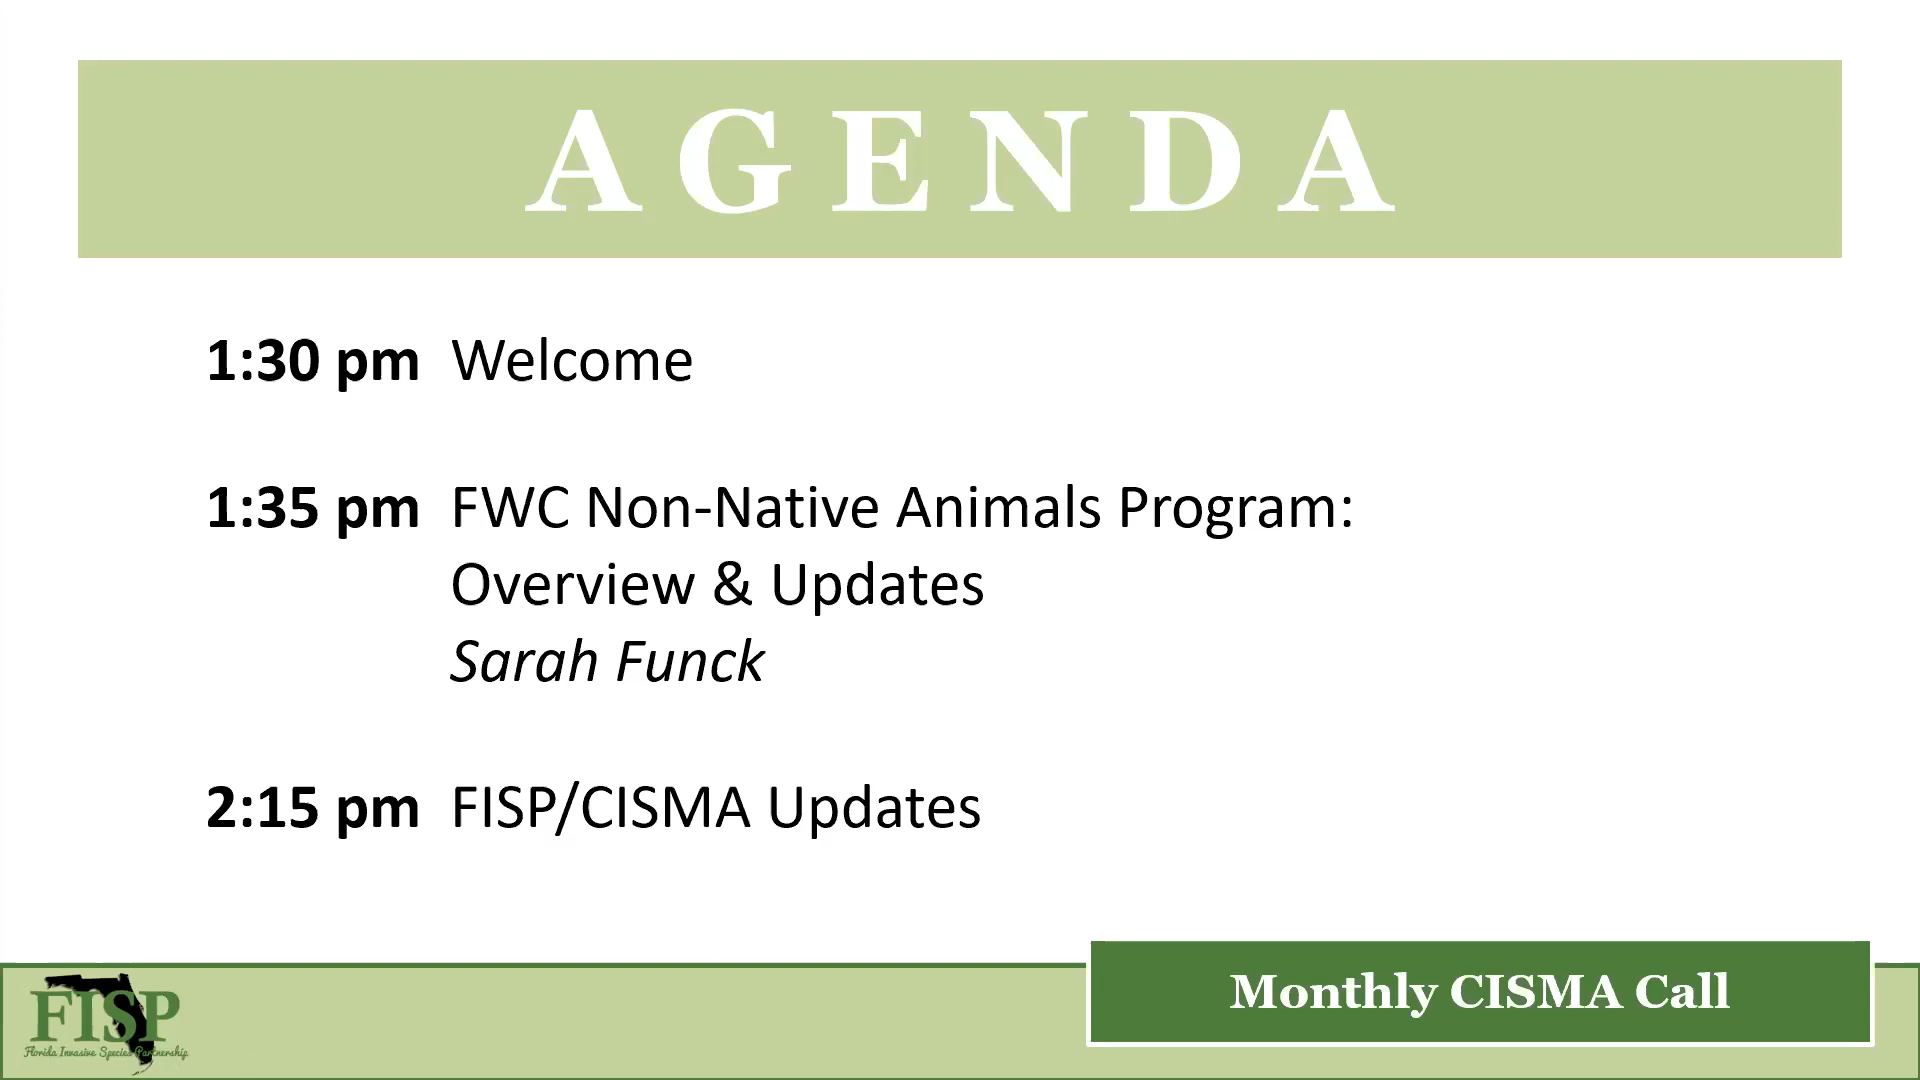 AGENDA
1:30 pm Welcome
1:35 pm FWC Non-Native Animals Program:
Overview & Updates
Sarah Funck
2:15 pm FISP/CISMA Updates
Monthly CISMA Call
FISP
Florida Invasive Species Partnership